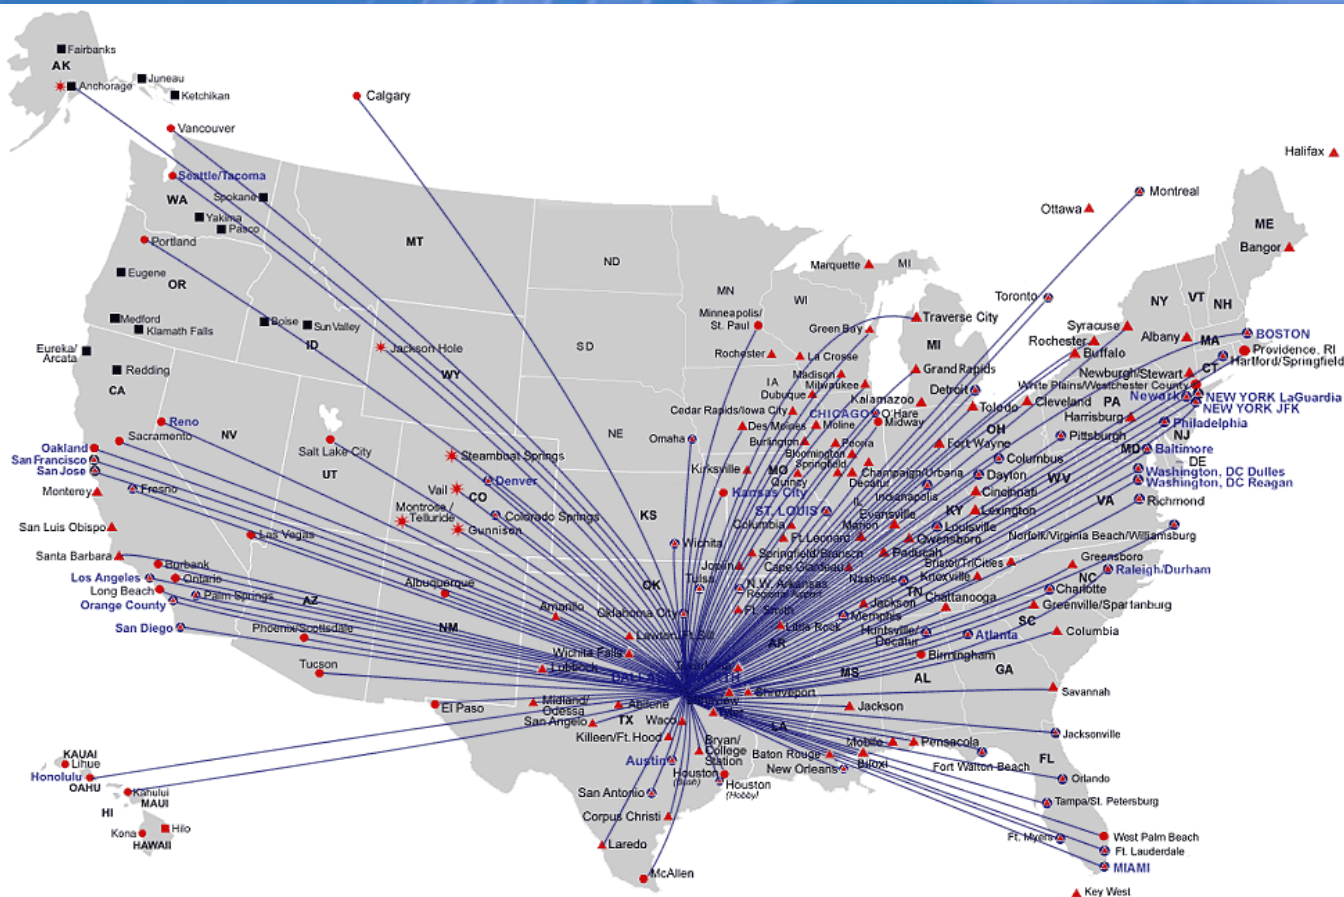 Fairbanks
AK
Anchorage
Juneau
Ketchikan
Calgary
Vancouver
Seattle/Tacoma
WA
Spokane
Yakima
Pasco
Portland
MT
ND
Halifax
Montreal
Ottawa
ME
Bangor
Marquette
MI
MN
WI
Toronto
NY
VT
NH
Eugene
OR
Medford
Klamath Falls
Boise
Sun Valley
ID
Eureka/
Arcata
Redding
CA
Jackson Hole
WY
SD
Minneapolis/
St. Paul
Green Bay
Traverse City
Syracuse
Albany
MA
BOSTON
Rochester
La Crosse
MI
Rochester
Buffalo
Providence, RI
Hartford/Springfield
CT
Madison
Milwaukee
Grand Rapids
Newburgh/Stewart
White Plains/Westchester County
IA
Dubuque
Kalamazoo
Detroit
Newark
NEW YORK LaGuardia
NEW YORK JFK
PA
Reno
NV
Sacramento
Oakland
San Francisco
San Jose
Salt Lake City
UT
NE
Omaha
Cedar Rapids/Iowa City
CHICAGO
O'Hare
Midway
Toledo
Cleveland
Harrisburg
Philadelphia
Des Moines
Moline
OH
NJ
Burlington
Peoria
Fort Wayne
Pittsburgh
MD
Baltimore
DE
Steamboat Springs
Denver
Vail
CO
Montrose/
Telluride
Gunnison
Colorado Springs
Monterey
Fresno
Kirksville
MO
Bloomington
Springfield
Quincy
Decatur
Champaign/Urbana
Columbus
Dayton
WV
Washington, DC Dulles
Washington, DC Reagan
Kansas City
Indianapolis
Cincinnati
VA
Richmond
San Luis Obispo
Las Vegas
KS
ST. LOUIS
IL
Evansville
KY
Lexington
Columbia
Marion
Louisville
Norfolk/Virginia Beach/Williamsburg
Ft. Leonard
Owensboro
Wichita
Santa Barbara
Burbank
Ontario
Los Angeles
Long Beach
Palm Springs
Orange County
San Diego
Springfield/Branson
Paducah
Bristol/TriCities
Greensboro
Joplin
Cape Girardeau
Raleigh/Durham
Tulsa
N.W. Arkansas
Regional Airport
Nashville
Knoxville
NC
Charlotte
Albuquerque
AZ
NM
OK
TN
Chattanooga
Amarillo
Oklahoma City
Ft. Smith
Jackson
Greenville/Spartanburg
Memphis
SC
Phoenix/Scottsdale
Lawton/Ft. Sill
Little Rock
Huntsville/
Decatur
Atlanta
Columbia
Wichita Falls
AR
Birmingham
Tucson
Lubbock
MS
AL
GA
Shreveport
Savannah
El Paso
Midland/
Odessa
Abilene
Tyler
Jackson
San Angelo
TX
Waco
LA
Killeen/Ft. Hood
Bryan/
College
Station
Mobile
Pensacola
Jacksonville
Baton Rouge
Biloxi
Fort Walton Beach
FL
Austin
New Orleans
Houston
(Bush)
Houston
(Hobby)
Orlando
San Antonio
Tampa/St. Petersburg
Corpus Christi
Ft. Myers
West Palm Beach
Laredo
Ft. Lauderdale
McAllen
MIAMI
Key West
KAUAI
Lihue
Honolulu
OAHU
Kahului
MAUI
HI
Kona
Hilo
HAWAII